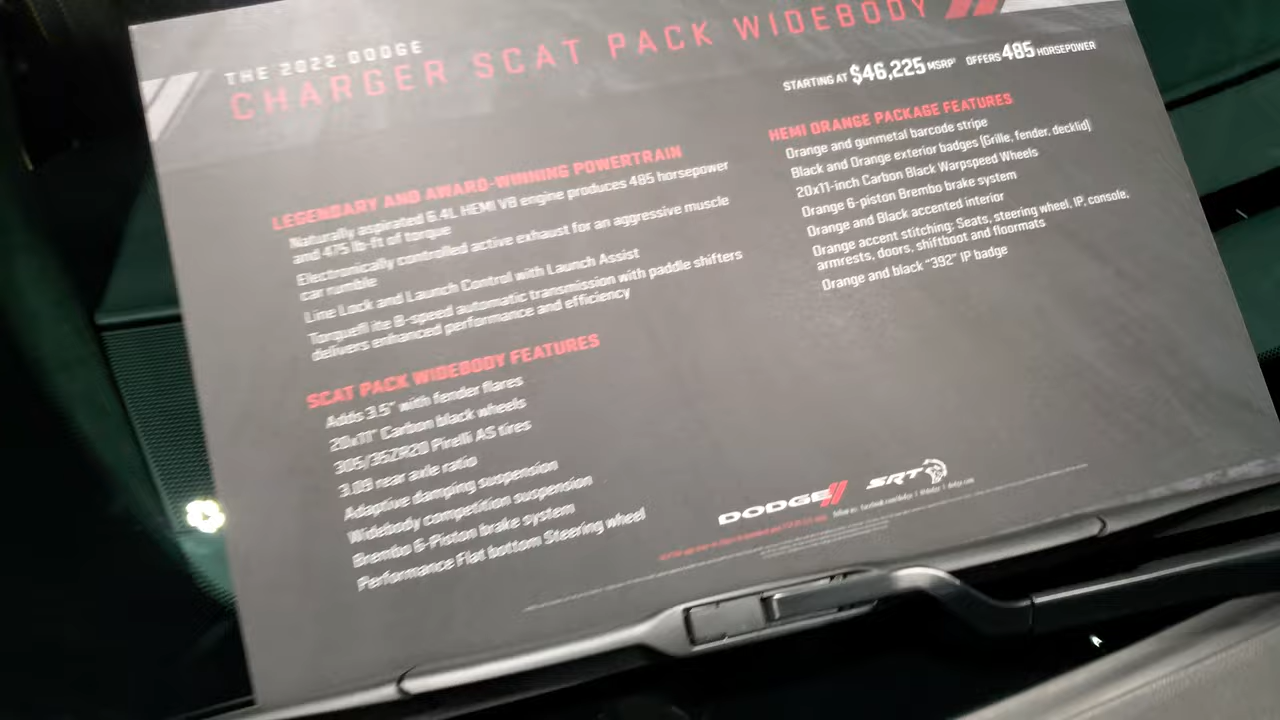 THE 2022 DODGE
CHARGER SCAT PACK WIDEBODY
STARTING AT $46,225 MSRP OFFERS 485 HORSEPOWER
LEGENDARY AND AWARD-WINNING POWERTRAIN
Naturally aspirated 6.4L HEMI V8 engine produces 485 horsepower
and 475 lb-ft of torque
Electronically controlled active exhaust for an aggressive muscle
car rumble
Line Lock and Launch Control with Launch Assist
Torqueflite 8-speed automatic transmission with paddle shifters
delivers enhanced performance and efficiency
SCAT PACK WIDEBODY FEATURES
Adds 3.5" with fender flares
20x11" Carbon black wheels
305/35ZR20 Pirelli AS tires
3.09 rear axle ratio
Adaptive damping suspension
Widebody competition suspension
Brembo 6-Piston brake system
Performance Flat bottom Steering wheel
HEMI ORANGE PACKAGE FEATURES
Orange and gunmetal barcode stripe
Black and Orange exterior badges (Grille, fender, decklid)
20x11-inch Carbon Black Warpspeed Wheels
Orange 6-piston Brembo brake system
Orange and Black accented interior
Orange accent stitching: Seats, steering wheel, IP, console,
armrests, doors, shiftboot and floormats
Orange and black "392" IP badge
DODGE SRT